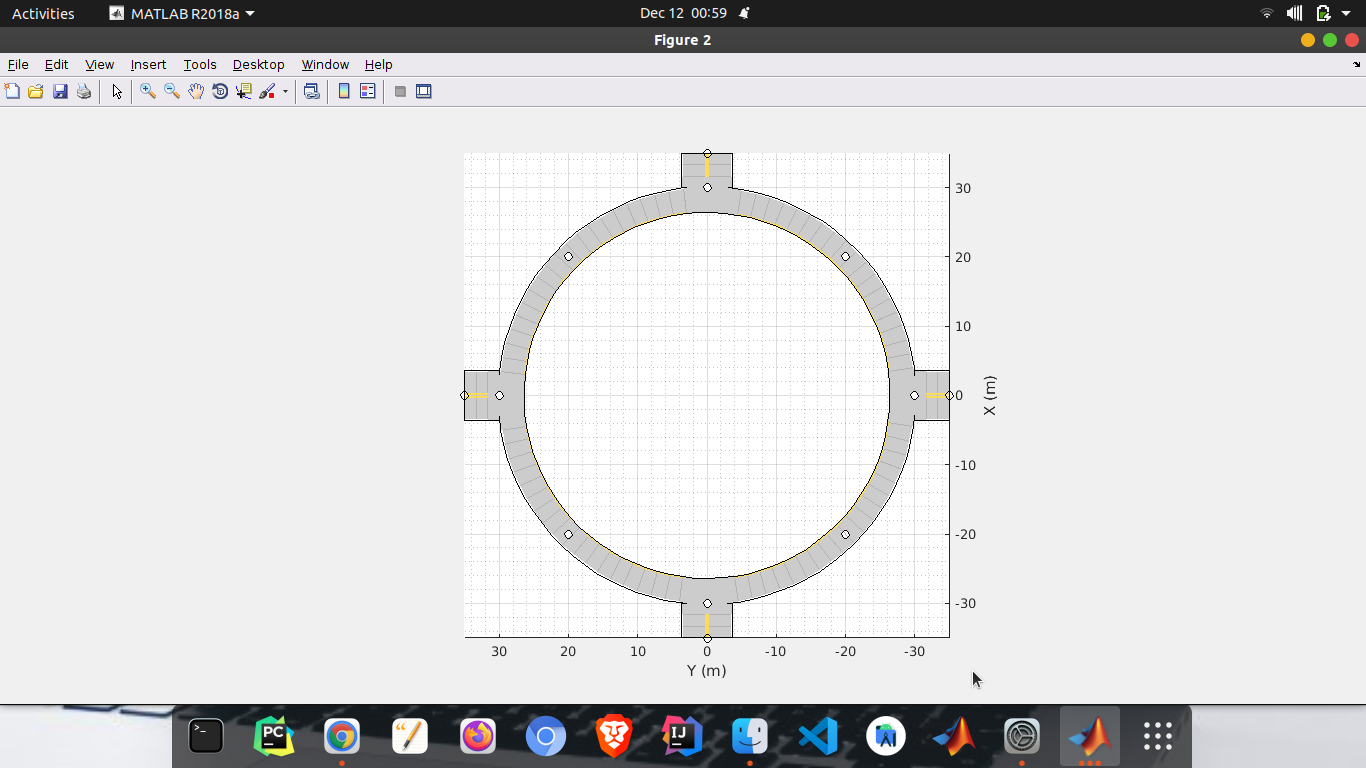 Activities MATLAB R2018a Dec 12 00:59
Figure 2
File Edit View Insert Tools Desktop Window Help
30
20
10
0
-10
-20
-30
X (m)
30 20 10 0 -10 -20 -30
Y (m)
>_
PC
IJ